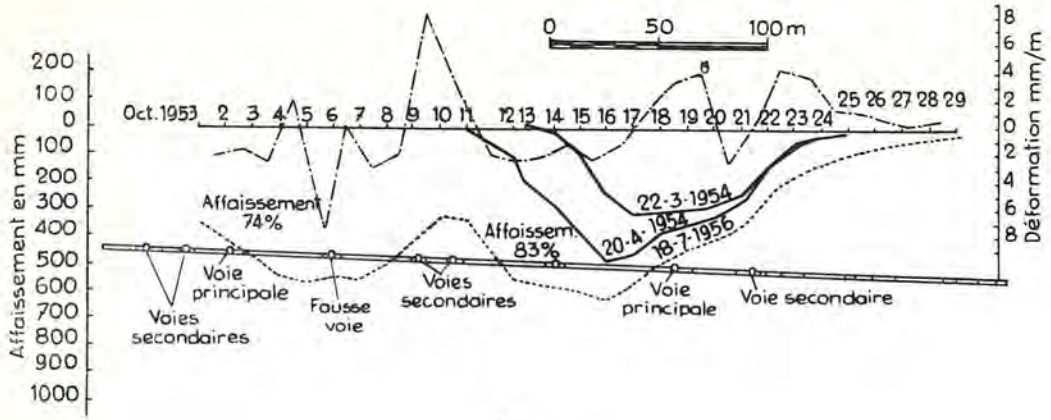 0 50 100 m
8
6
4
2
0
2
4
6
8
Déformation mm/m
200
100
0
100
200
300
400
500
600
700
800
900
1000
Affaissement en mm
Oct. 1953 2 3 4 5 6 7 8 9 10 11 12 13 14 15 16 17 18 19 20 21 22 23 24 25 26 27 28 29
22-3-1954
20-4-1954
18-7-1956
Affaissement
74%
Affaissem.
83%
Voies
secondaires
Voie
principale
Fausse
voie
Voies
secondaires
Voie
principale
Voie secondaire